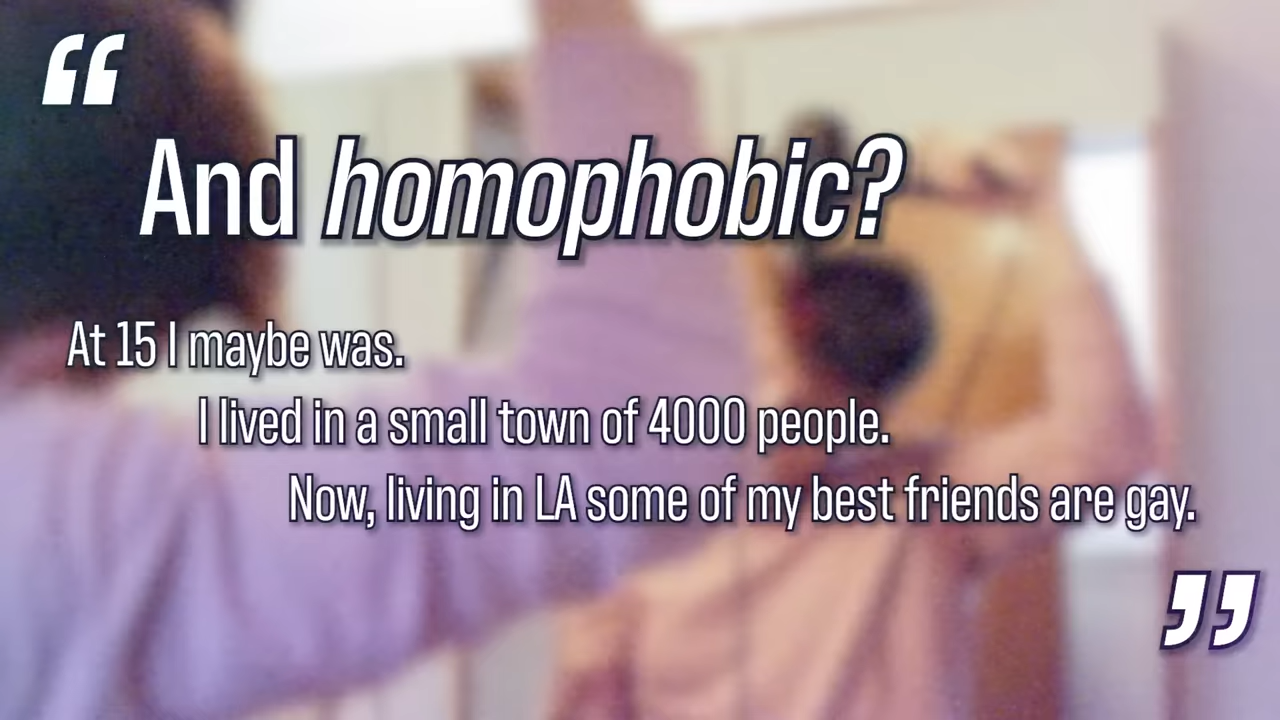 “
And homophobic?
At 15 I maybe was.
I lived in a small town of 4000 people.
Now, living in LA some of my best friends are gay.
”